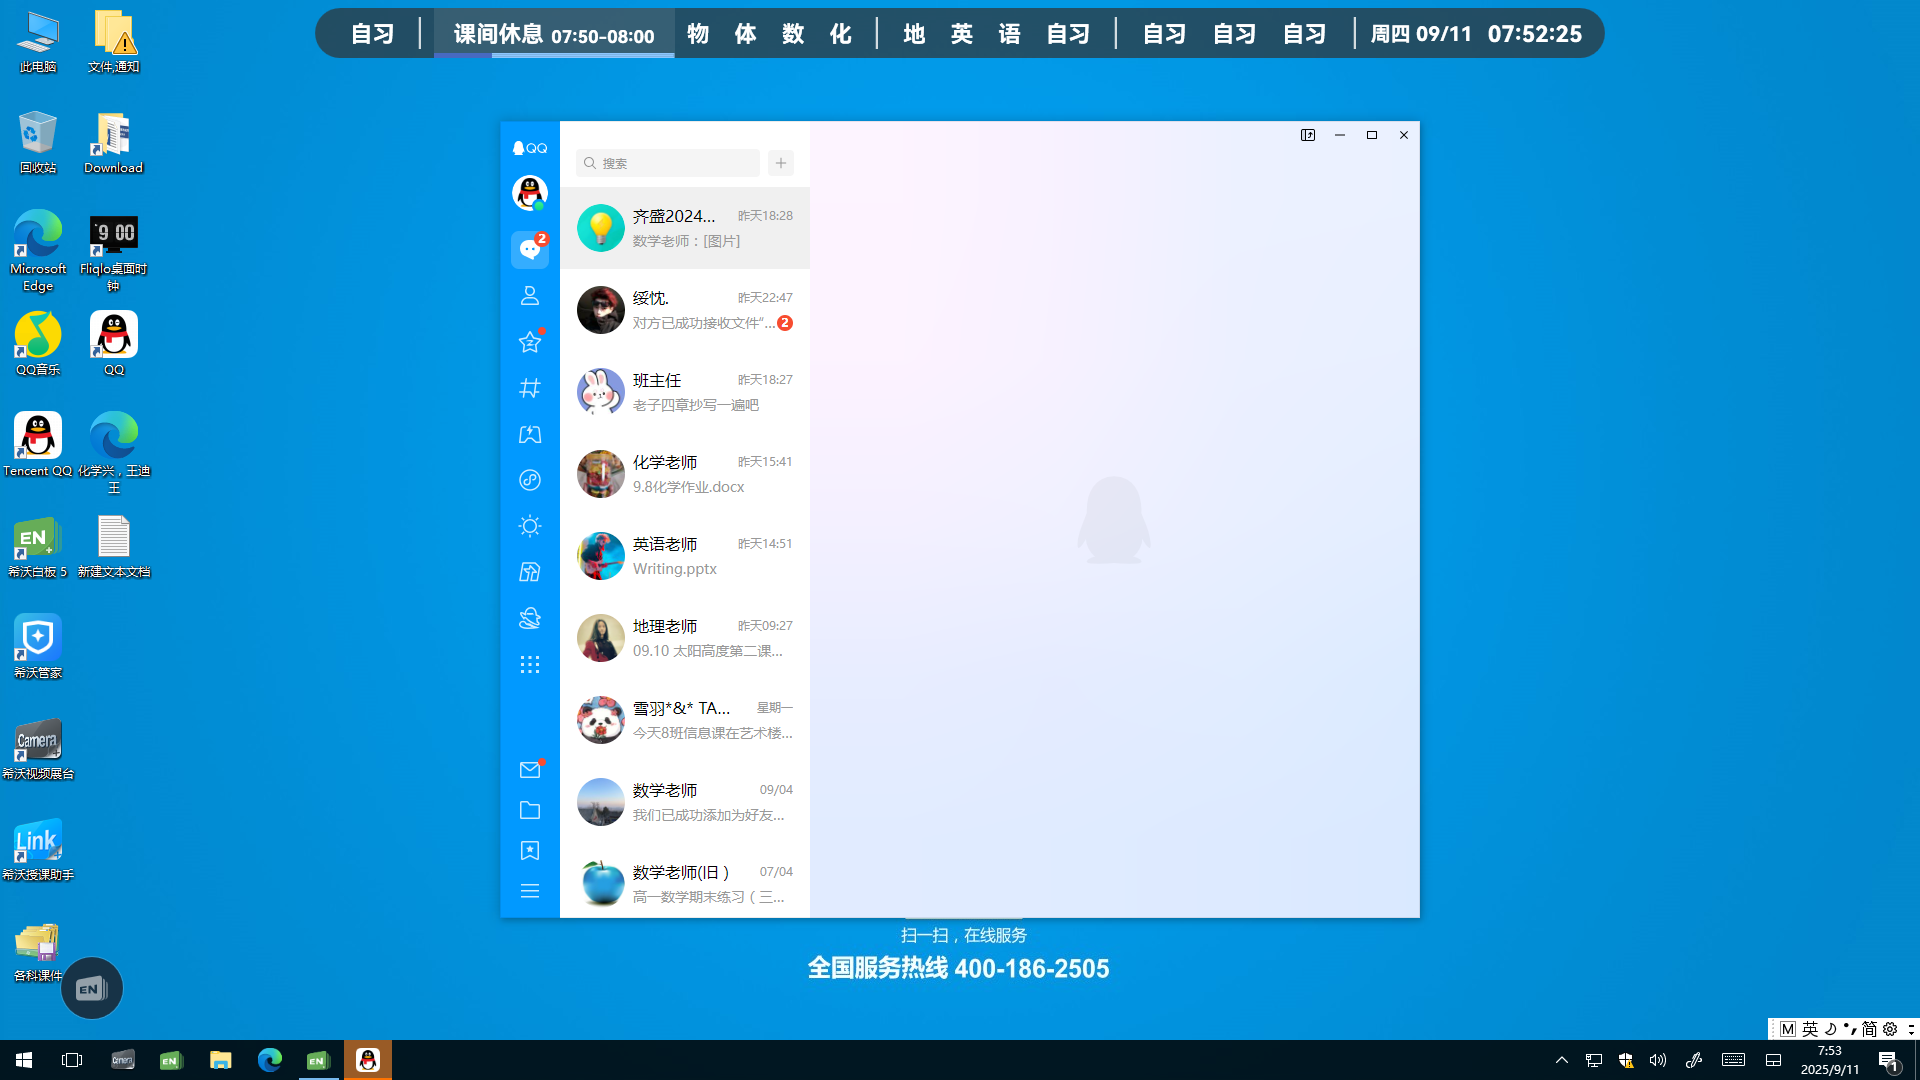 自习 | 课间休息 07:50-08:00 物 体 数 化 | 地 英 语 自习 | 自习 自习 自习 | 周四 09/11 07:52:25
此电脑
文件,通知
回收站
Download
Microsoft Edge
Fliqlo桌面时钟
9 00
QQ音乐
QQ
Tencent QQ
化学兴，王迪王
EN
希沃白板 5
新建文本文档
希沃管家
Camera
希沃视频展台
Link
希沃授课助手
各科课件
EN
QQ
搜索
2
齐盛2024... 昨天18:28
数学老师：[图片]
绥忱. 昨天22:47
对方已成功接收文件“... 2
班主任 昨天18:27
老子四章抄写一遍吧
化学老师 昨天15:41
9.8化学作业.docx
英语老师 昨天14:51
Writing.pptx
地理老师 昨天09:27
09.10 太阳高度第二课...
雪羽*&* TA... 星期一
今天8班信息课在艺术楼...
数学老师 09/04
我们已成功添加为好友...
数学老师(旧） 07/04
高一数学期末练习（三...
扫一扫，在线服务
全国服务热线 400-186-2505
M 英 简
Camera
EN
EN
7:53
2025/9/11
1